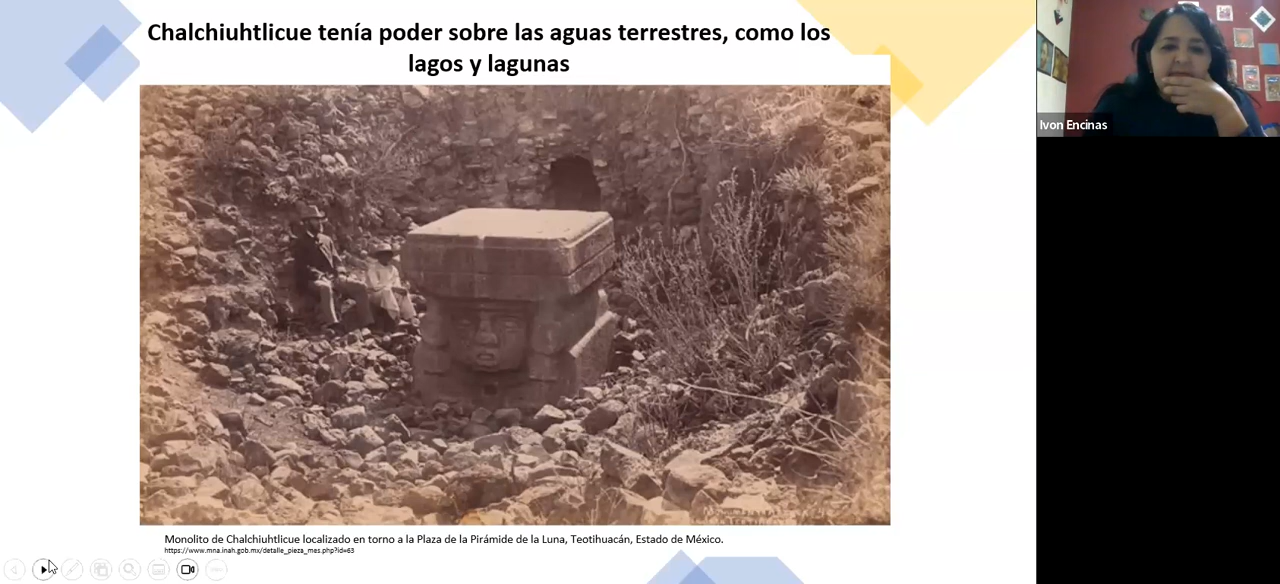 Chalchiuhtlicue tenía poder sobre las aguas terrestres, como los
lagos y lagunas
Ivon Encinas
Monolito de Chalchiuhtlicue localizado en torno a la Plaza de la Pirámide de la Luna, Teotihuacán, Estado de México.
https://www.mna.inah.gob.mx/detalle_pieza_mes.php?id=63